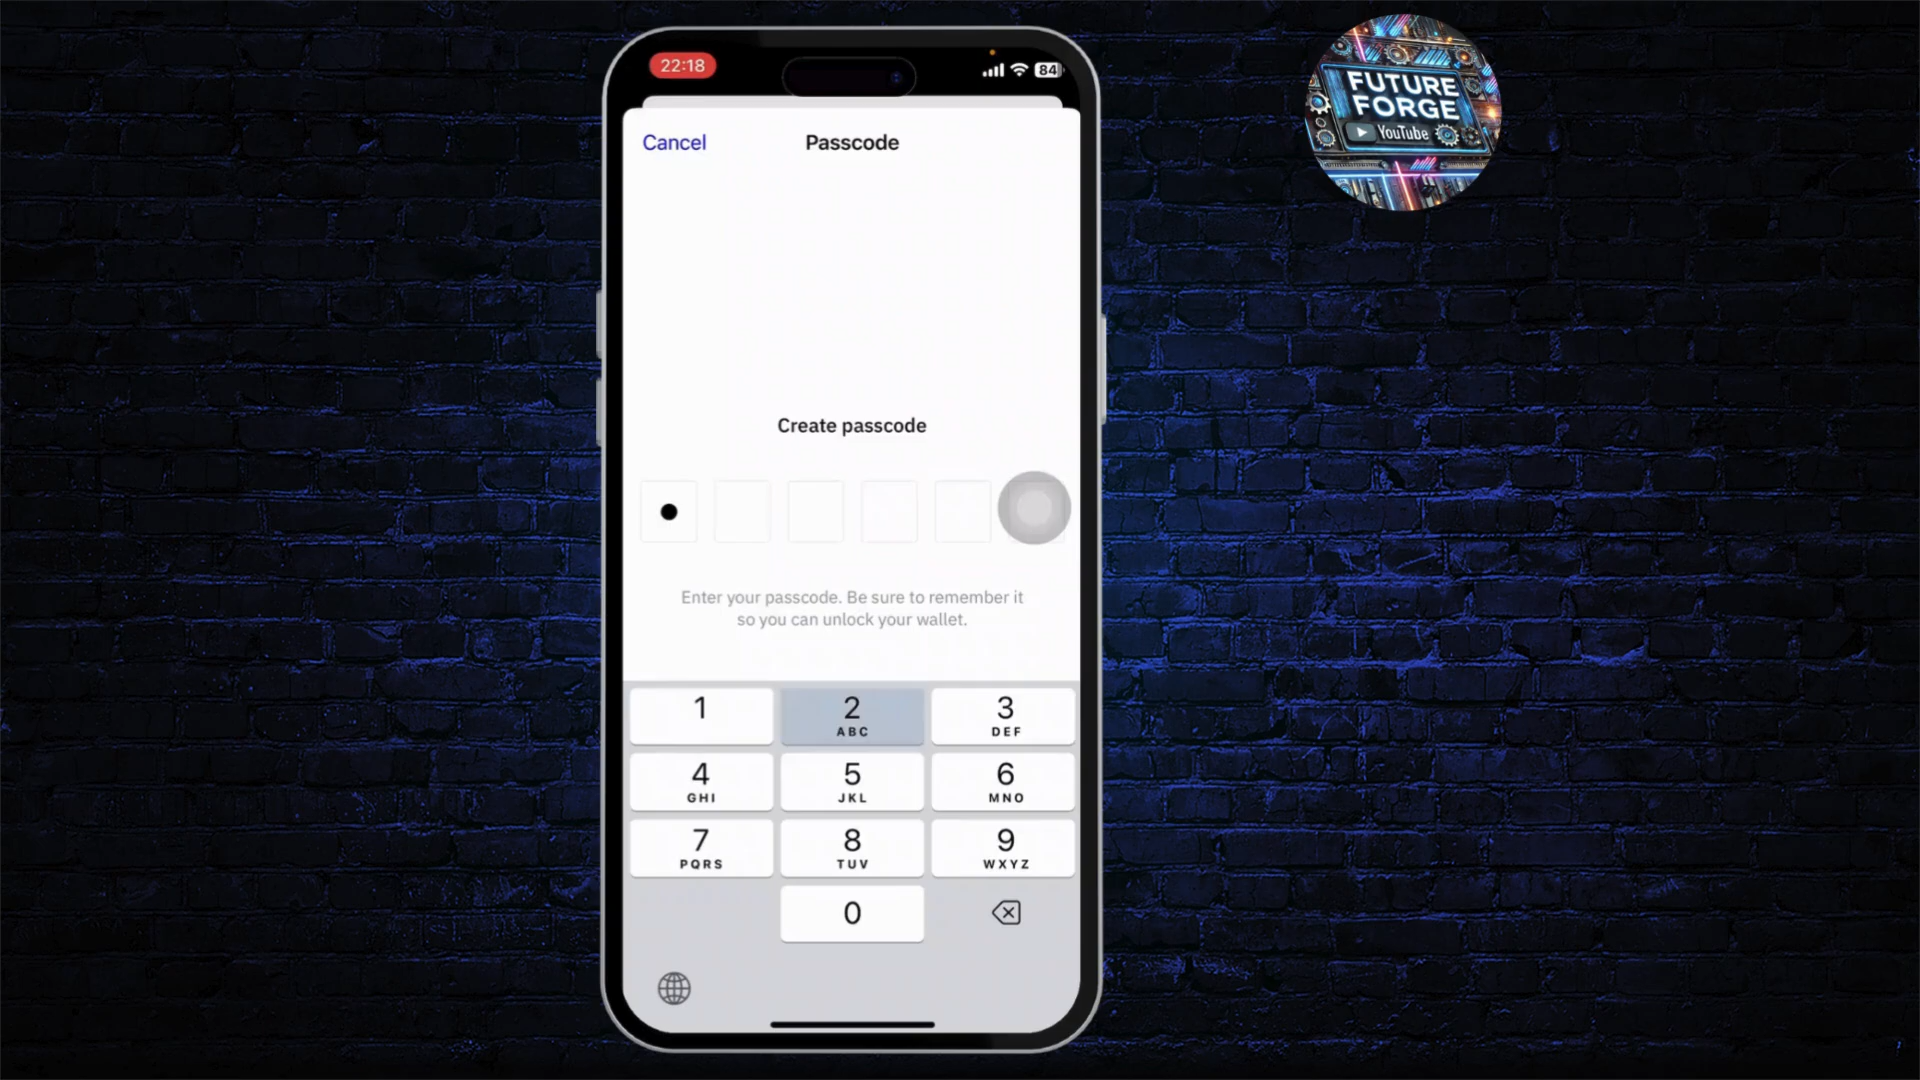 22:18
84
FUTURE
FORGE
YouTube
Cancel
Passcode
Create passcode
Enter your passcode. Be sure to remember it
so you can unlock your wallet.
1
2
ABC
3
DEF
4
GHI
5
JKL
6
MNO
7
PQRS
8
TUV
9
WXYZ
0